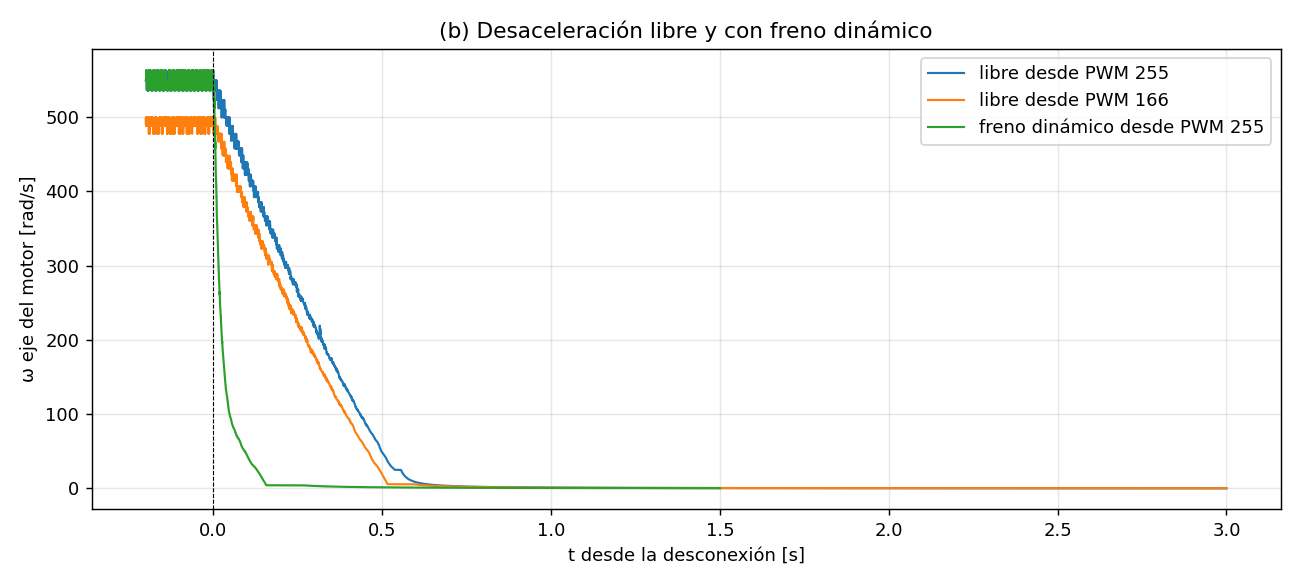 (b) Desaceleración libre y con freno dinámico
libre desde PWM 255
libre desde PWM 166
freno dinámico desde PWM 255
ω eje del motor [rad/s]
500
400
300
200
100
0
0.0
0.5
1.0
1.5
2.0
2.5
3.0
t desde la desconexión [s]